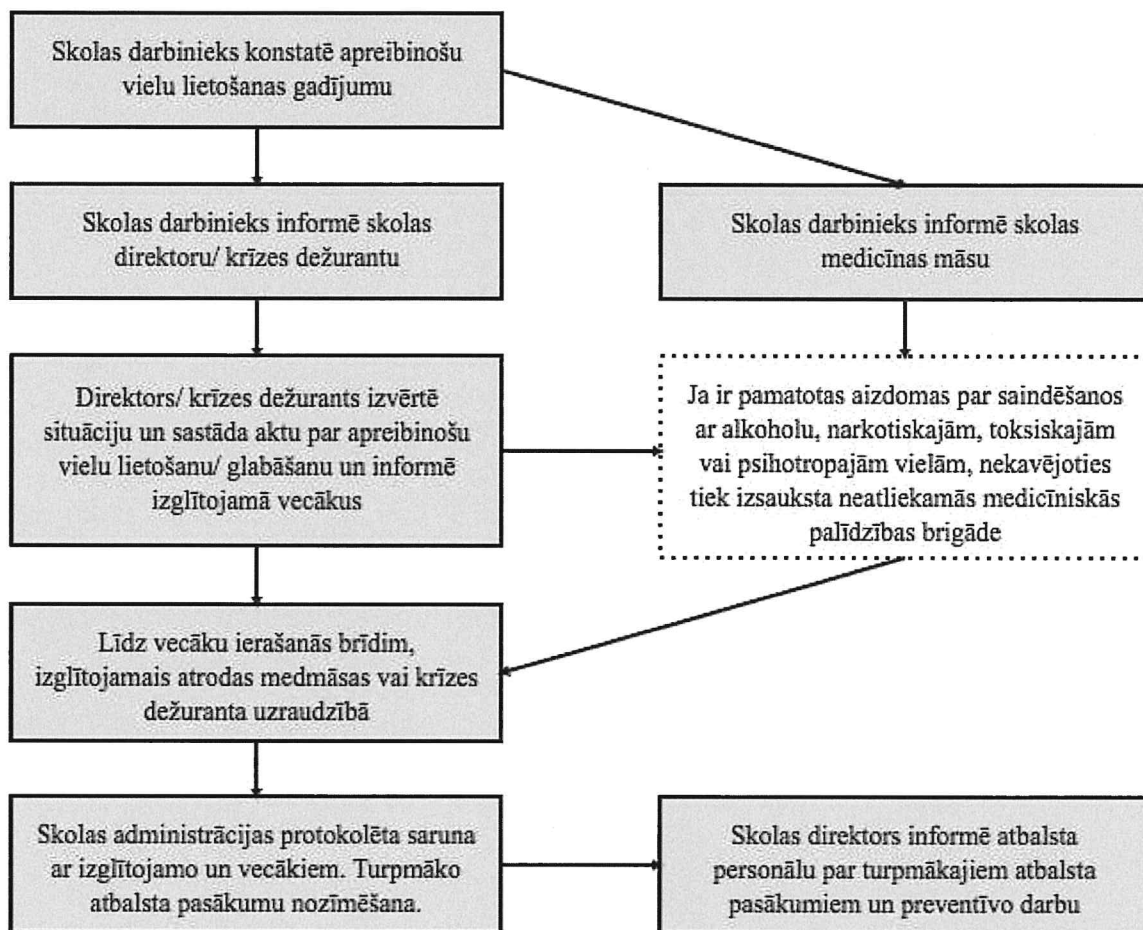 Skolas darbinieks konstatē apreibinošu
vielu lietošanas gadījumu
Skolas darbinieks informē skolas
direktoru/ krīzes dežurantu
Skolas darbinieks informē skolas
medicīnas māsu
Direktors/ krīzes dežurants izvērtē
situāciju un sastāda aktu par apreibinošu
vielu lietošanu/ glabāšanu un informē
izglītojamā vecākus
Ja ir pamatotas aizdomas par saindēšanos
ar alkoholu, narkotiskajām, toksiskajām
vai psihotropajām vielām, nekavējoties
tiek izsauksta neatliekamās medicīniskās
palīdzības brigāde
Līdz vecāku ierašanās brīdim,
izglītojamais atrodas medmāsas vai krīzes
dežuranta uzraudzībā
Skolas administrācijas protokolēta saruna
ar izglītojamo un vecākiem. Turpmāko
atbalsta pasākumu nozīmēšana.
Skolas direktors informē atbalsta
personālu par turpmākajiem atbalsta
pasākumiem un preventīvo darbu